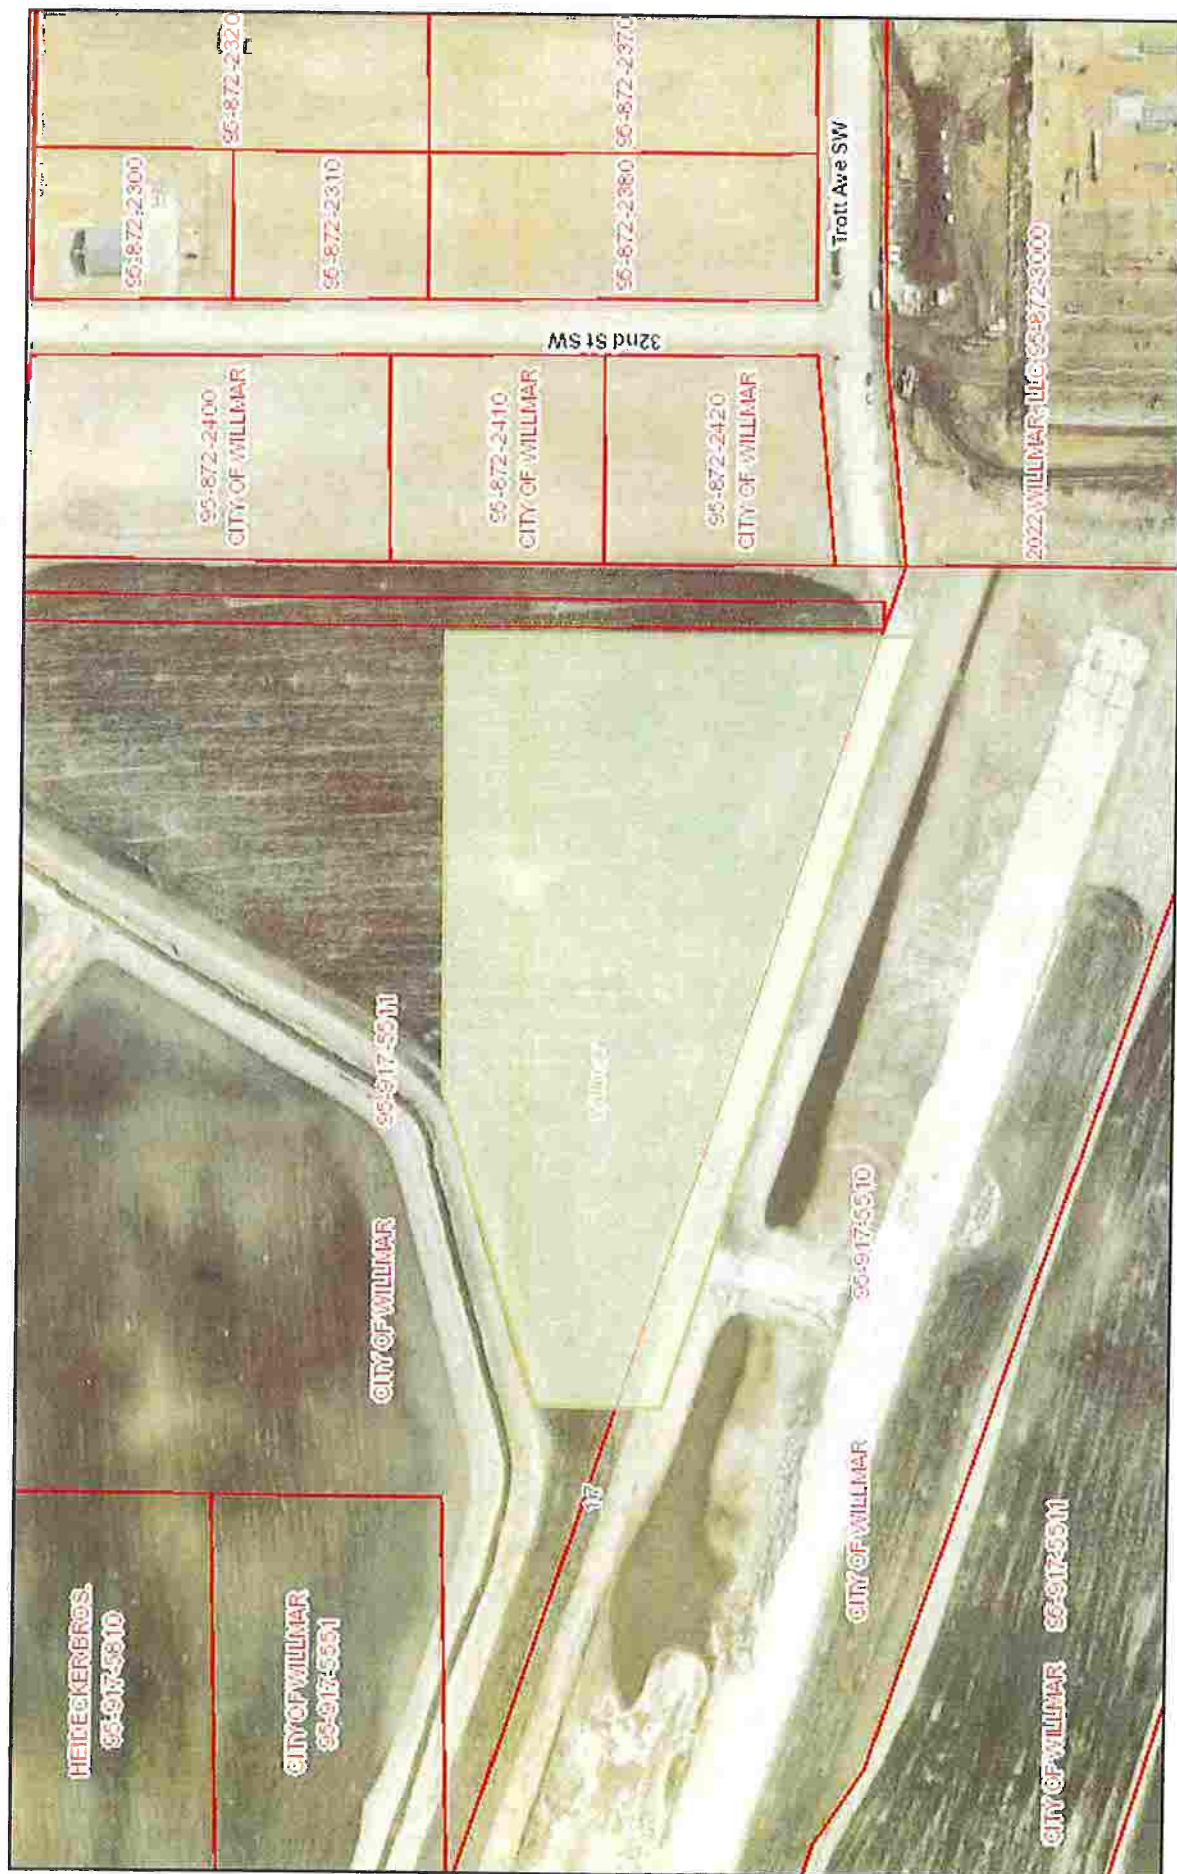 HEIDECKER BROS.
95-917-5810
CITY OF WILLMAR
95-917-5551
CITY OF WILLMAR
95-917-5511
95-872-2400
CITY OF WILLMAR
95-872-2300
95-872-2320
95-872-2310
95-872-2410
CITY OF WILLMAR
32nd St SW
95-872-2420
CITY OF WILLMAR
95-872-2380
95-872-2370
Trott Ave SW
17
Willmar
CITY OF WILLMAR
95-917-5510
2022 WILLMAR, LLC 95-872-3000
CITY OF WILLMAR
95-917-5511